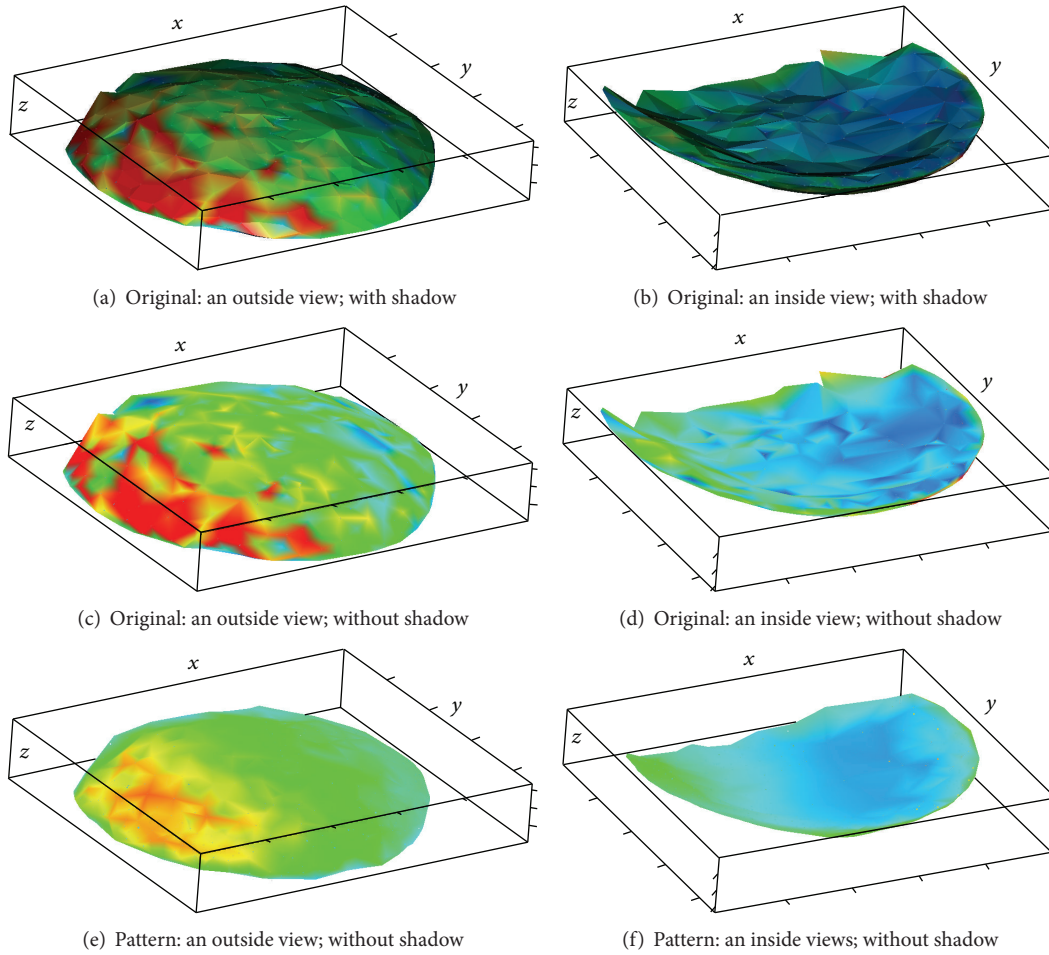 x
y
z
x
y
z
(a) Original: an outside view; with shadow
(b) Original: an inside view; with shadow
x
y
z
x
y
z
(c) Original: an outside view; without shadow
(d) Original: an inside view; without shadow
x
y
z
x
y
z
(e) Pattern: an outside view; without shadow
(f) Pattern: an inside views; without shadow